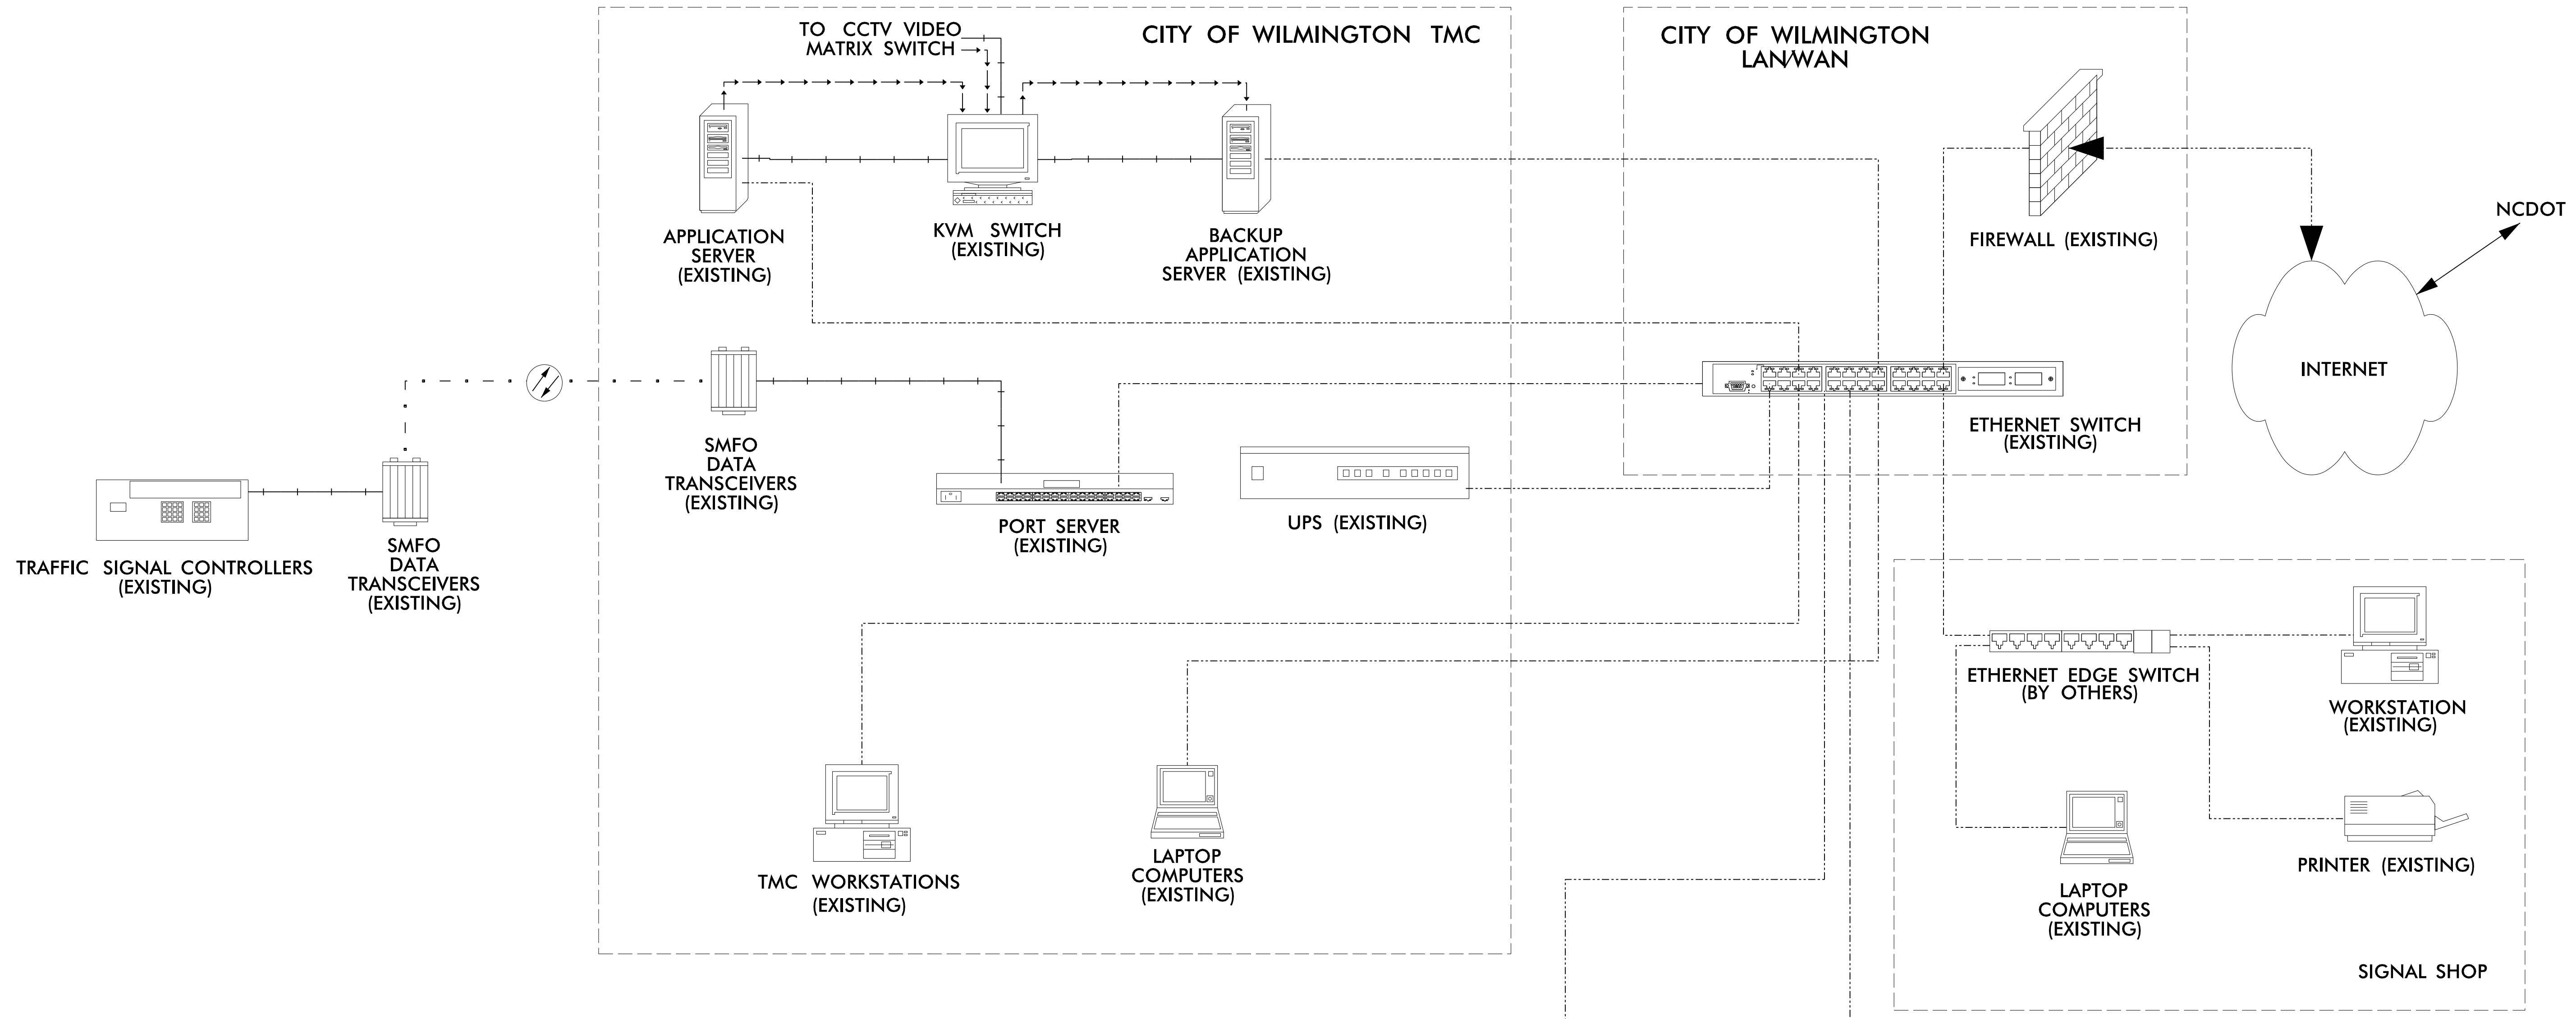 TO CCTV VIDEO
MATRIX SWITCH
CITY OF WILMINGTON TMC
CITY OF WILMINGTON
LAN/WAN
APPLICATION
SERVER
(EXISTING)
KVM SWITCH
(EXISTING)
BACKUP
APPLICATION
SERVER (EXISTING)
FIREWALL (EXISTING)
NCDOT
INTERNET
ETHERNET SWITCH
(EXISTING)
SMFO
DATA
TRANSCEIVERS
(EXISTING)
PORT SERVER
(EXISTING)
UPS (EXISTING)
TRAFFIC SIGNAL CONTROLLERS
(EXISTING)
SMFO
DATA
TRANSCEIVERS
(EXISTING)
ETHERNET EDGE SWITCH
(BY OTHERS)
WORKSTATION
(EXISTING)
TMC WORKSTATIONS
(EXISTING)
LAPTOP
COMPUTERS
(EXISTING)
LAPTOP
COMPUTERS
(EXISTING)
PRINTER (EXISTING)
SIGNAL SHOP